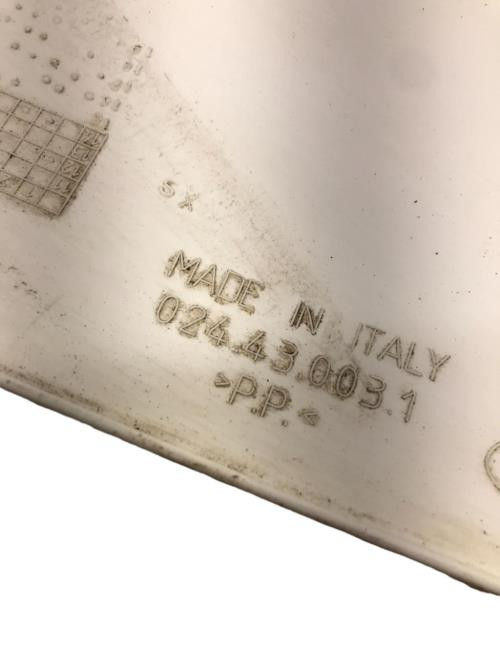 SX
MADE IN ITALY
024.43.003.1
>P.P.<